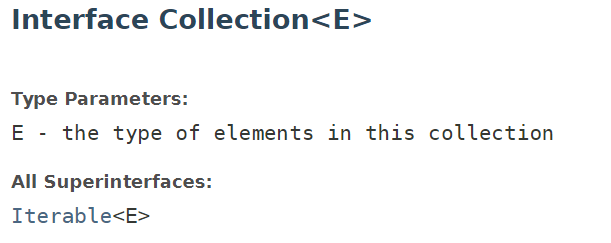 Interface Collection<E>
Type Parameters:
E - the type of elements in this collection
All Superinterfaces:
Iterable<E>